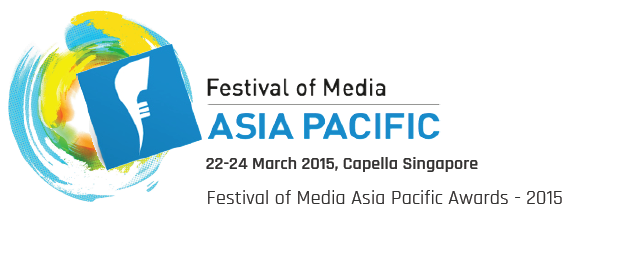 Festival of Media
ASIA PACIFIC
22-24 March 2015, Capella Singapore
Festival of Media Asia Pacific Awards - 2015